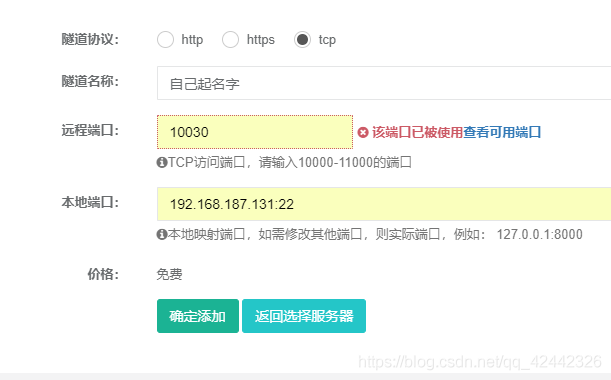 隧道协议： http https tcp
隧道名称： 自己起名字
远程端口： 10030 该端口已被使用查看可用端口
TCP访问端口，请输入10000-11000的端口
本地端口： 192.168.187.131:22
本地映射端口，如需修改其他端口，则实际端口，例如： 127.0.0.1:8000
价格： 免费
确定添加 返回选择服务器
https://blog.csdn.net/qq_42442326